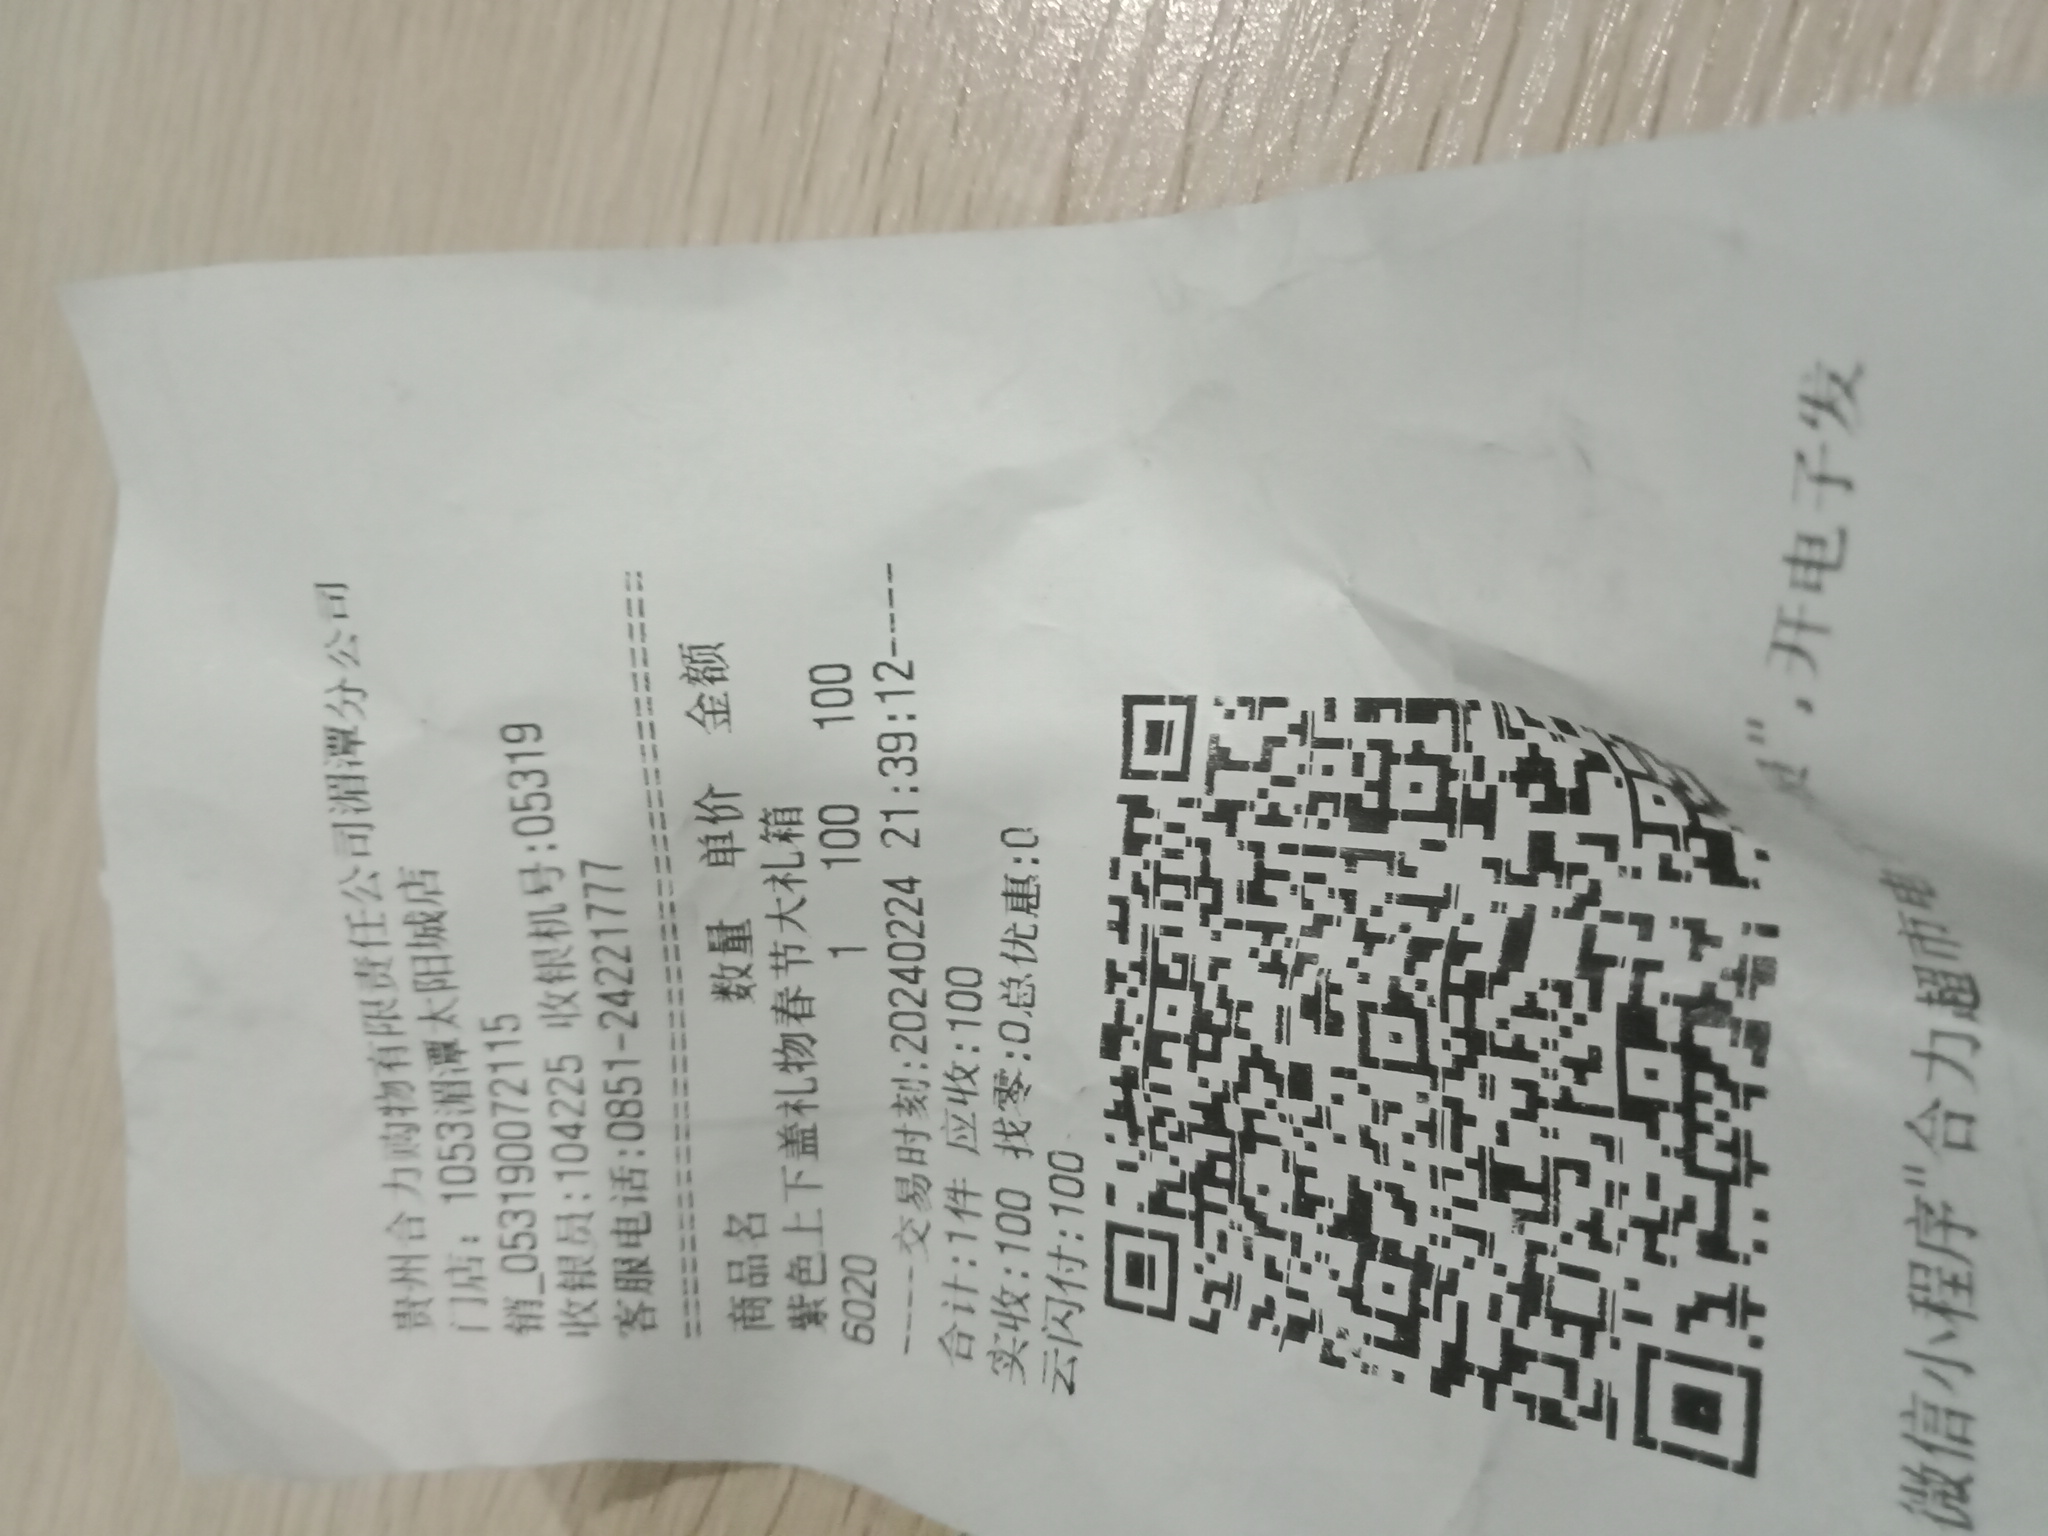 贵州合力购物有限责任公司湄潭分公司
门店: 1053湄潭太阳城店
销_0531900721​15
收银员:104225 收银机号:05319
客服电话:0851-24221777
商品名 数量 单价 金额
紫色上下盖礼物春节大礼箱
6020 1 100 100
----交易时刻:20240224 21:39:12----
合计:1件 应收:100
实收:100 找零:0总优惠:0
云闪付:100
微信小程序"合力超市电
员",开电子发